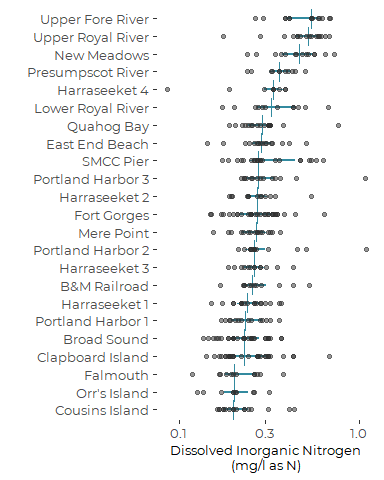 Upper Fore River
Upper Royal River
New Meadows
Presumpscot River
Harraseeket 4
Lower Royal River
Quahog Bay
East End Beach
SMCC Pier
Portland Harbor 3
Harraseeket 2
Fort Gorges
Mere Point
Portland Harbor 2
Harraseeket 3
B&M Railroad
Harraseeket 1
Portland Harbor 1
Broad Sound
Clapboard Island
Falmouth
Orr's Island
Cousins Island
0.1 0.3 1.0
Dissolved Inorganic Nitrogen
(mg/l as N)